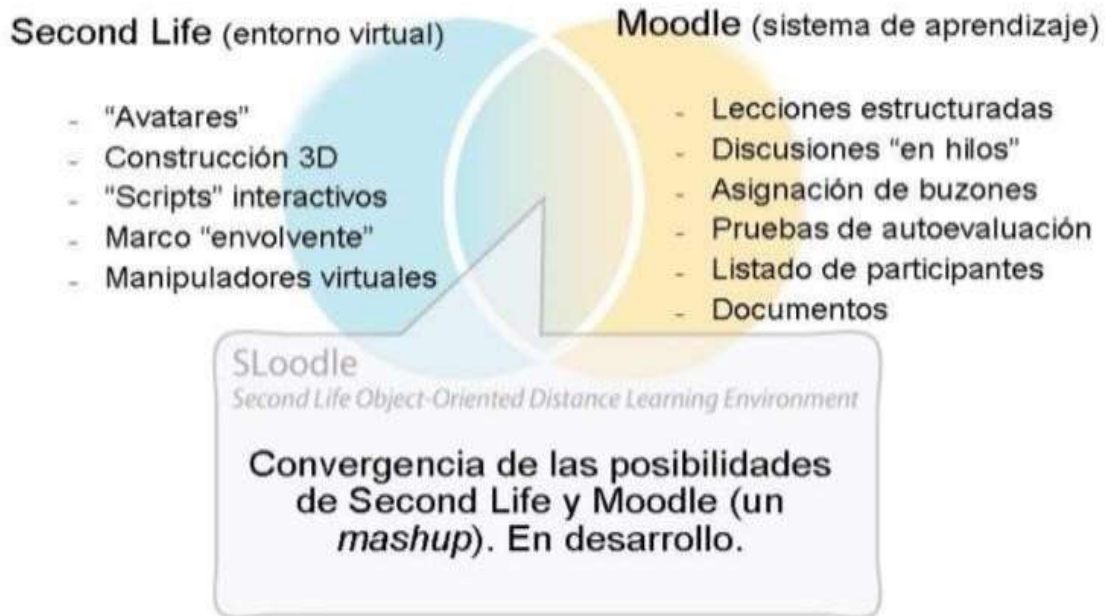 Second Life (entorno virtual)
- "Avatares"
- Construcción 3D
- "Scripts" interactivos
- Marco "envolvente"
- Manipuladores virtuales
Moodle (sistema de aprendizaje)
- Lecciones estructuradas
- Discusiones "en hilos"
- Asignación de buzones
- Pruebas de autoevaluación
- Listado de participantes
- Documentos
SLoodle
Second Life Object-Oriented Distance Learning Environment
Convergencia de las posibilidades
de Second Life y Moodle (un
mashup). En desarrollo.